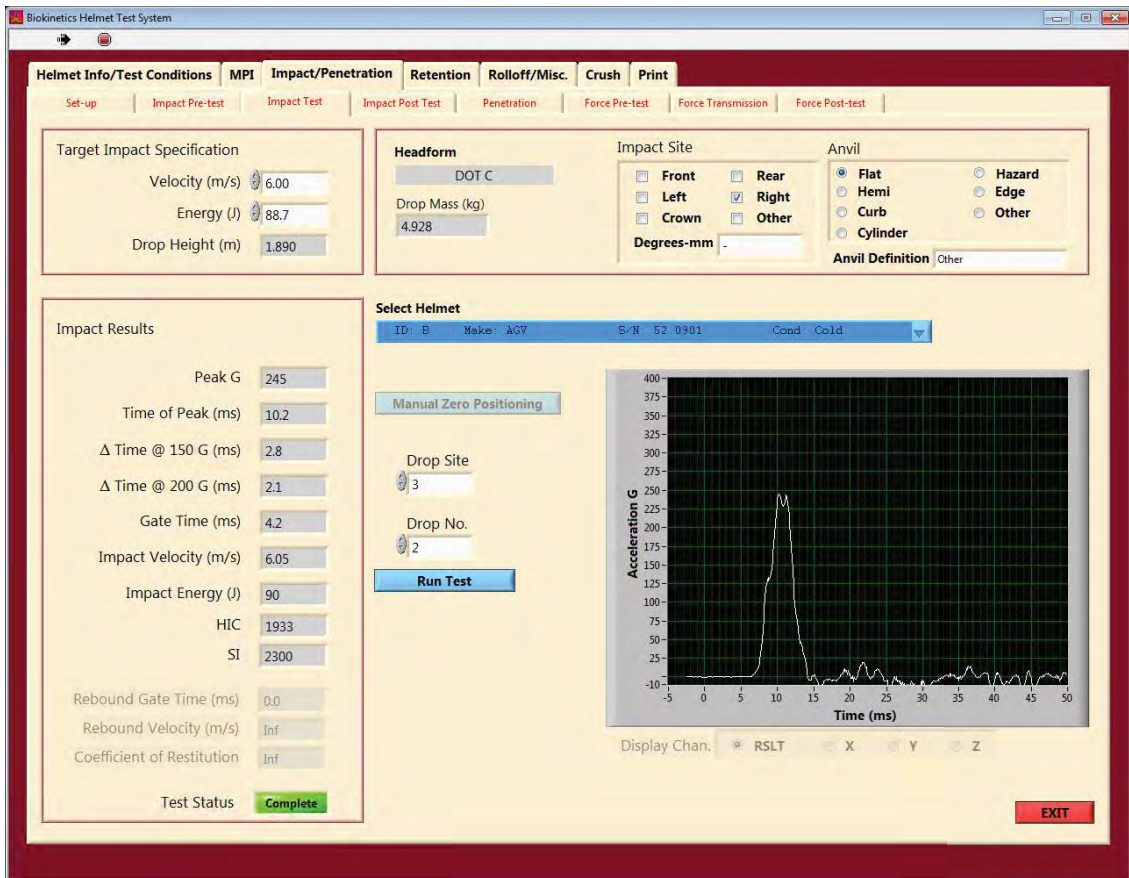 Biokinetics Helmet Test System
Helmet Info/Test Conditions MPI Impact/Penetration Retention Rolloff/Misc. Crush Print
Set-up Impact Pre-test Impact Test Impact Post Test Penetration Force Pre-test Force Transmission Force Post-test
Target Impact Specification
Velocity (m/s) 6.00
Energy (J) 88.7
Drop Height (m) 1.890
Headform
DOT C
Drop Mass (kg)
4.928
Impact Site
Front Rear
Left Right
Crown Other
Degrees-mm -
Anvil
Flat Hazard
Hemi Edge
Curb Other
Cylinder
Anvil Definition Other
Select Helmet
ID: B Make: AGV S/N: 52 0901 Cond: Cold
Impact Results
Peak G 245
Time of Peak (ms) 10.2
Δ Time @ 150 G (ms) 2.8
Δ Time @ 200 G (ms) 2.1
Gate Time (ms) 4.2
Impact Velocity (m/s) 6.05
Impact Energy (J) 90
HIC 1933
SI 2300
Rebound Gate Time (ms) 0.0
Rebound Velocity (m/s) Inf
Coefficient of Restitution Inf
Test Status Complete
Manual Zero Positioning
Drop Site
3
Drop No.
2
Run Test
Acceleration G
400
375
350
325
300
275
250
225
200
175
150
125
100
75
50
25
-10
-5 0 5 10 15 20 25 30 35 40 45 50
Time (ms)
Display Chan. RSLT X Y Z
EXIT